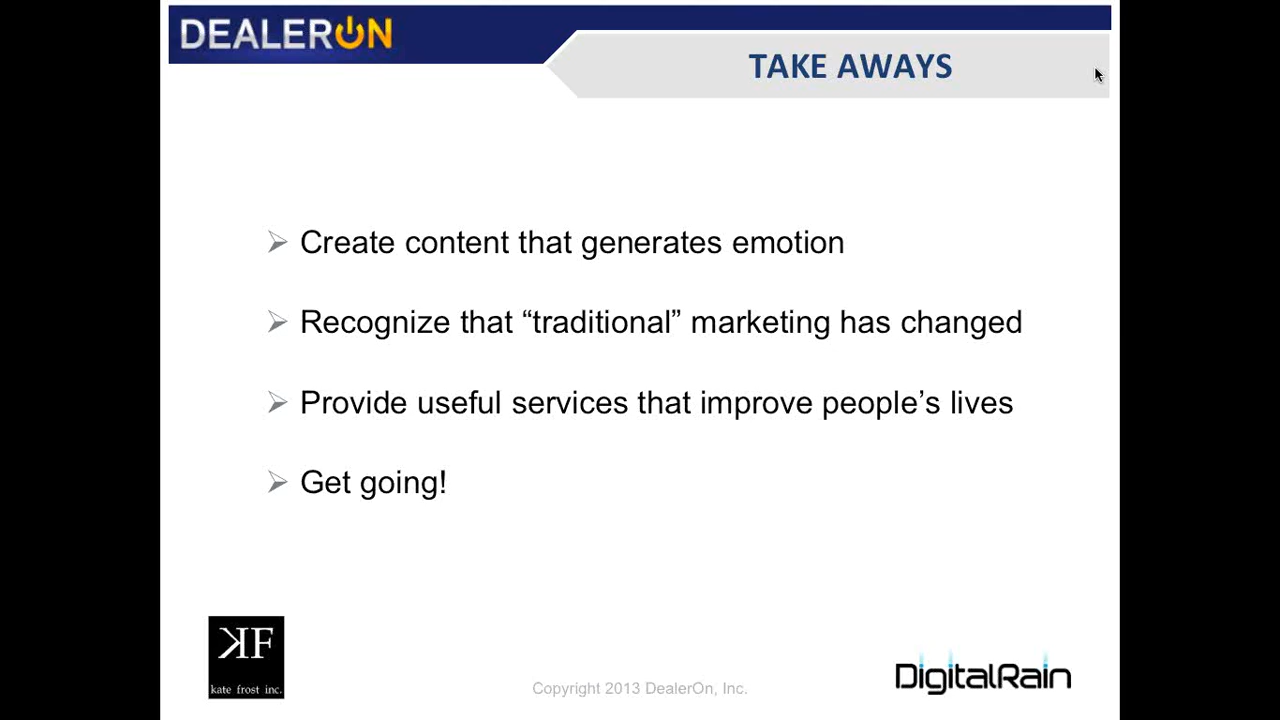 DEALERON
TAKE AWAYS
Create content that generates emotion
Recognize that “traditional” marketing has changed
Provide useful services that improve people’s lives
Get going!
KF
kate frost inc.
Copyright 2013 DealerOn, Inc.
DigitalRain